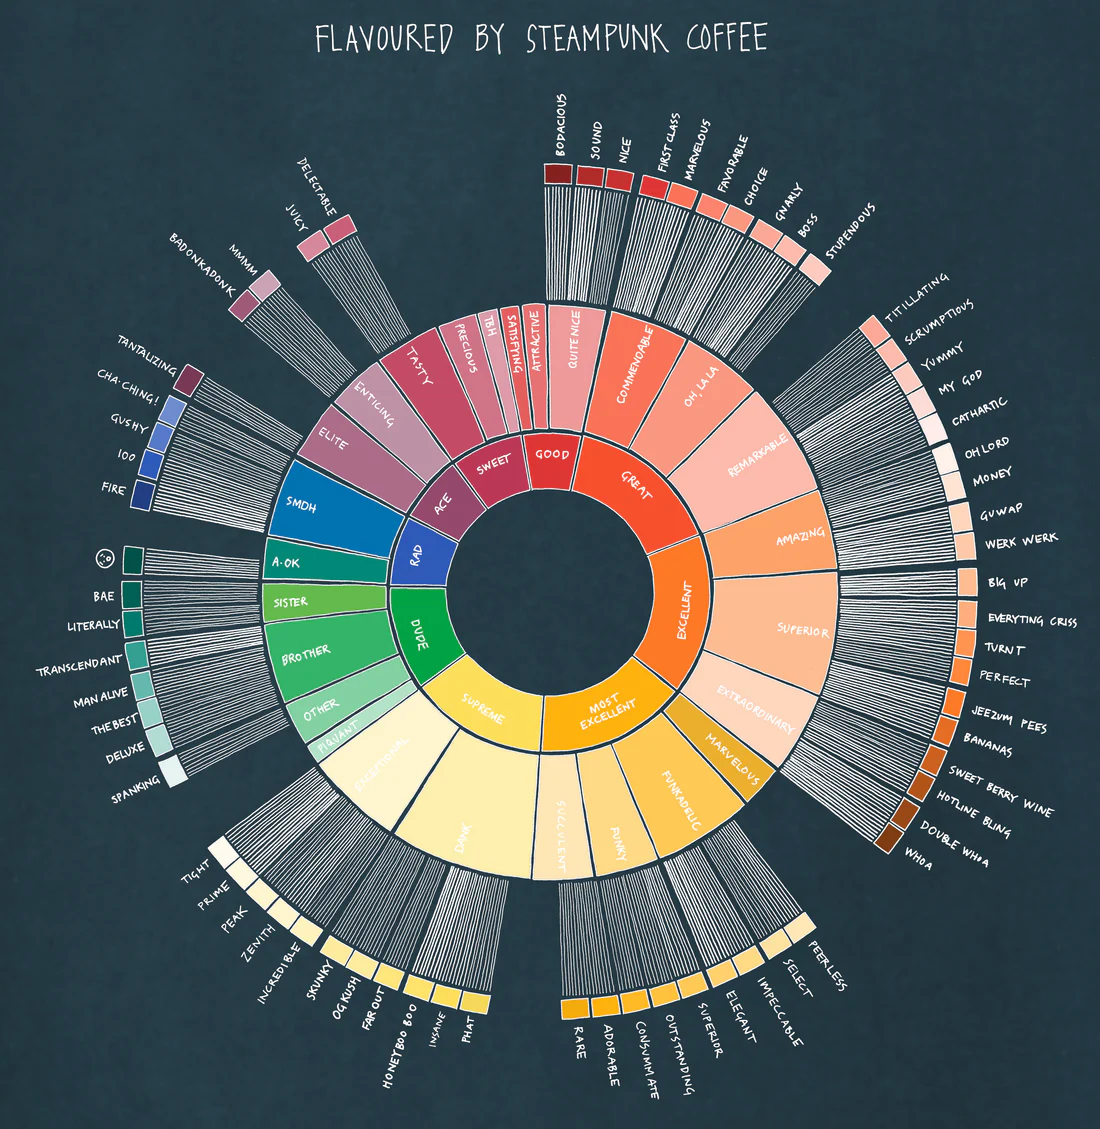 FLAVOURED BY STEAMPUNK COFFEE
BODACIOUS
SOUND
NICE
FIRST CLASS
MARVELOUS
FAVORABLE
CHOICE
GNARLY
BOSS
STUPENDOUS
TITILLATING
SCRUMPTIOUS
YUMMY
MY GOD
CATHARTIC
OH LORD
MONEY
GUWAP
WERK WERK
BIG UP
EVERYTING CRISS
TURNT
PERFECT
JEEZUM PEES
BANANAS
SWEET BERRY WINE
HOTLINE BLING
DOUBLE WHOA
WHOA
PEERLESS
SELECT
IMPECCABLE
ELEGANT
SUPERIOR
OUTSTANDING
CONSUMMATE
ADORABLE
RARE
PHAT
INSANE
HONEYBOO BOO
FAR OUT
OG KUSH
SKUNKY
INCREDIBLE
ZENITH
PEAK
PRIME
TIGHT
SPANKING
DELUXE
THE BEST
MAN ALIVE
TRANSCENDANT
LITERALLY
BAE
FIRE
100
GUSHY
CHA-CHING!
TANTALIZING
BADONKADONK
MMMM
JUICY
DELECTABLE
QUITE NICE
COMMENDABLE
OH, LA LA
REMARKABLE
AMAZING
SUPERIOR
EXTRAORDINARY
MARVELOUS
FUNKADELIC
FUNKY
SUCCULENT
DANK
EXCEPTIONAL
PIQUANT
OTHER
BROTHER
SISTER
A-OK
SMDH
ELITE
ENTICING
TASTY
PRECIOUS
TBH
SATISFYING
ATTRACTIVE
GOOD
GREAT
EXCELLENT
MOST
EXCELLENT
SUPREME
DUDE
RAD
ACE
SWEET